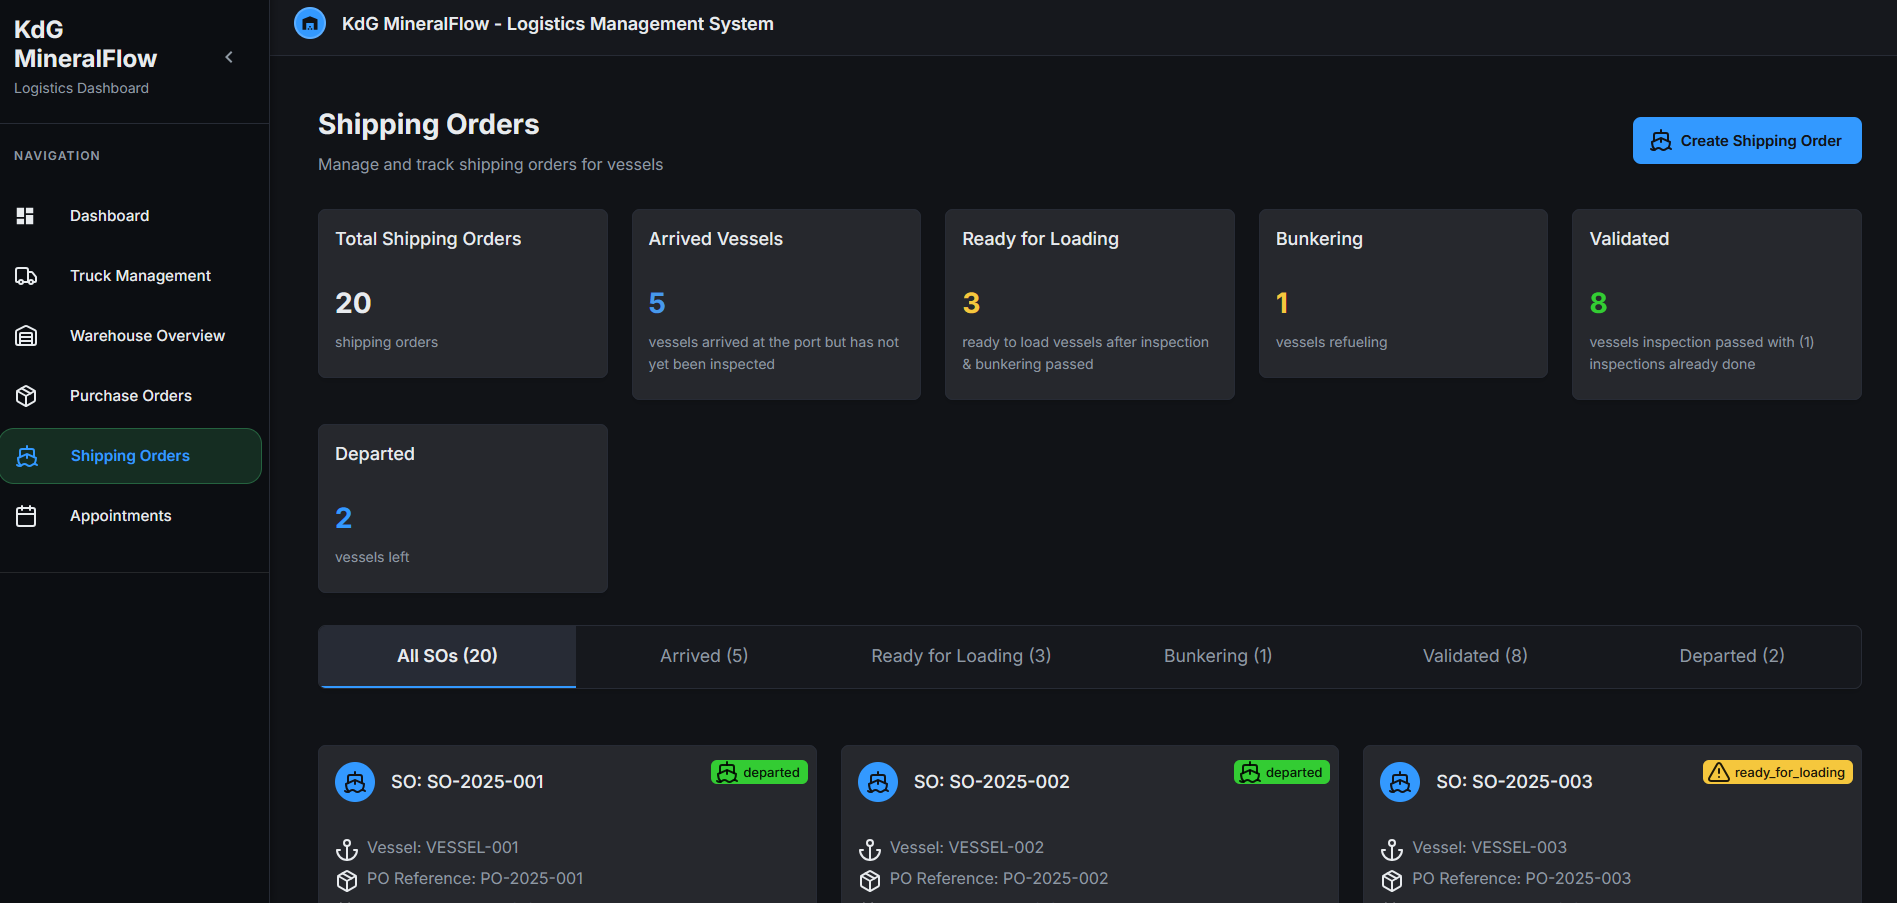 KdG
MineralFlow
Logistics Dashboard
NAVIGATION
Dashboard
Truck Management
Warehouse Overview
Purchase Orders
Shipping Orders
Appointments
KdG MineralFlow - Logistics Management System
Shipping Orders
Manage and track shipping orders for vessels
Create Shipping Order
Total Shipping Orders
20
shipping orders
Arrived Vessels
5
vessels arrived at the port but has not
yet been inspected
Ready for Loading
3
ready to load vessels after inspection
& bunkering passed
Bunkering
1
vessels refueling
Validated
8
vessels inspection passed with (1)
inspections already done
Departed
2
vessels left
All SOs (20)
Arrived (5)
Ready for Loading (3)
Bunkering (1)
Validated (8)
Departed (2)
SO: SO-2025-001
departed
Vessel: VESSEL-001
PO Reference: PO-2025-001
SO: SO-2025-002
departed
Vessel: VESSEL-002
PO Reference: PO-2025-002
SO: SO-2025-003
ready_for_loading
Vessel: VESSEL-003
PO Reference: PO-2025-003